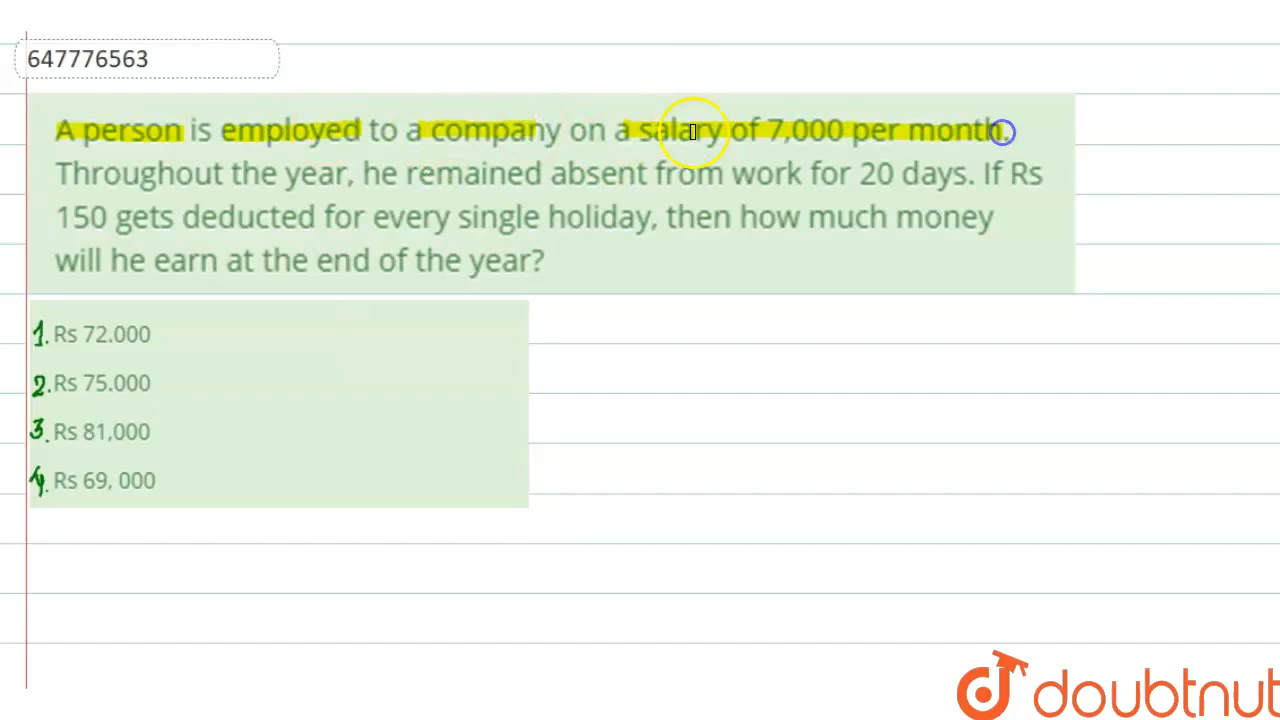 647776563
A person is employed to a company on a salary of 7,000 per month.
Throughout the year, he remained absent from work for 20 days. If Rs
150 gets deducted for every single holiday, then how much money
will he earn at the end of the year?
1. Rs 72.000
2. Rs 75.000
3. Rs 81,000
4. Rs 69, 000
doubtnut